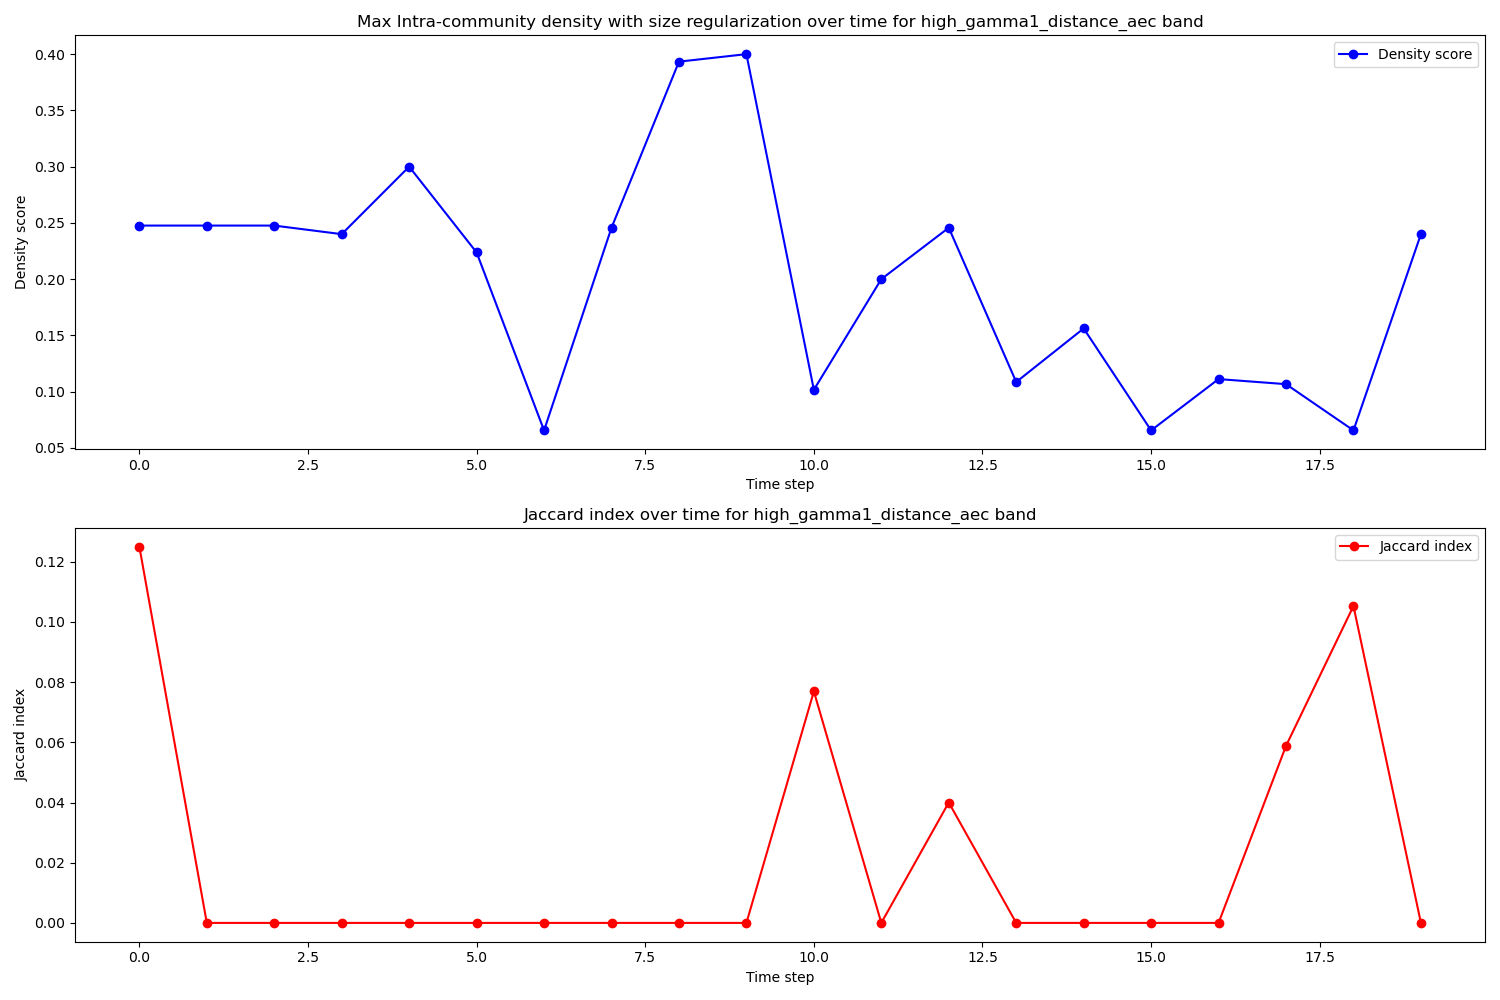 Max Intra-community density with size regularization over time for high_gamma1_distance_aec band
Density score
0.40
0.35
0.30
0.25
0.20
0.15
0.10
0.05
Density score
0.0 2.5 5.0 7.5 10.0 12.5 15.0 17.5
Time step
Jaccard index over time for high_gamma1_distance_aec band
Jaccard index
0.12
0.10
0.08
0.06
0.04
0.02
0.00
Jaccard index
0.0 2.5 5.0 7.5 10.0 12.5 15.0 17.5
Time step